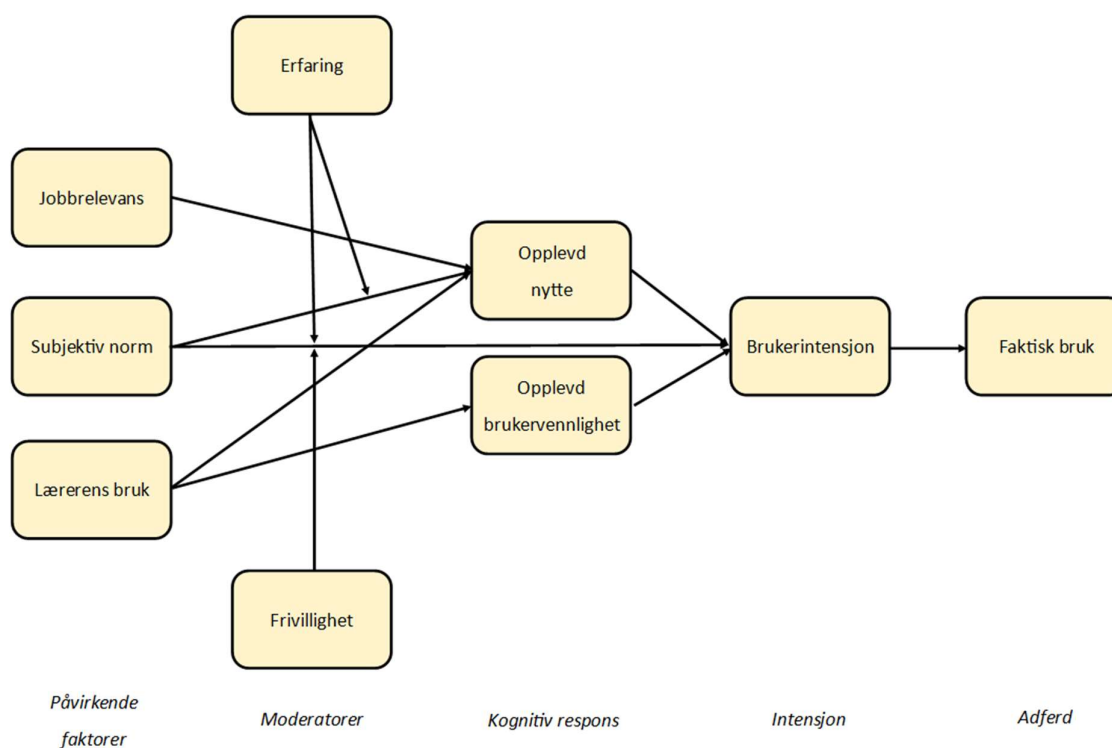 Erfaring
Jobbrelevans
Opplevd
nytte
Subjektiv norm
Brukerintensjon
Faktisk bruk
Opplevd
brukervennlighet
Lærerens bruk
Frivillighet
Påvirkende
faktorer
Moderatorer
Kognitiv respons
Intensjon
Adferd